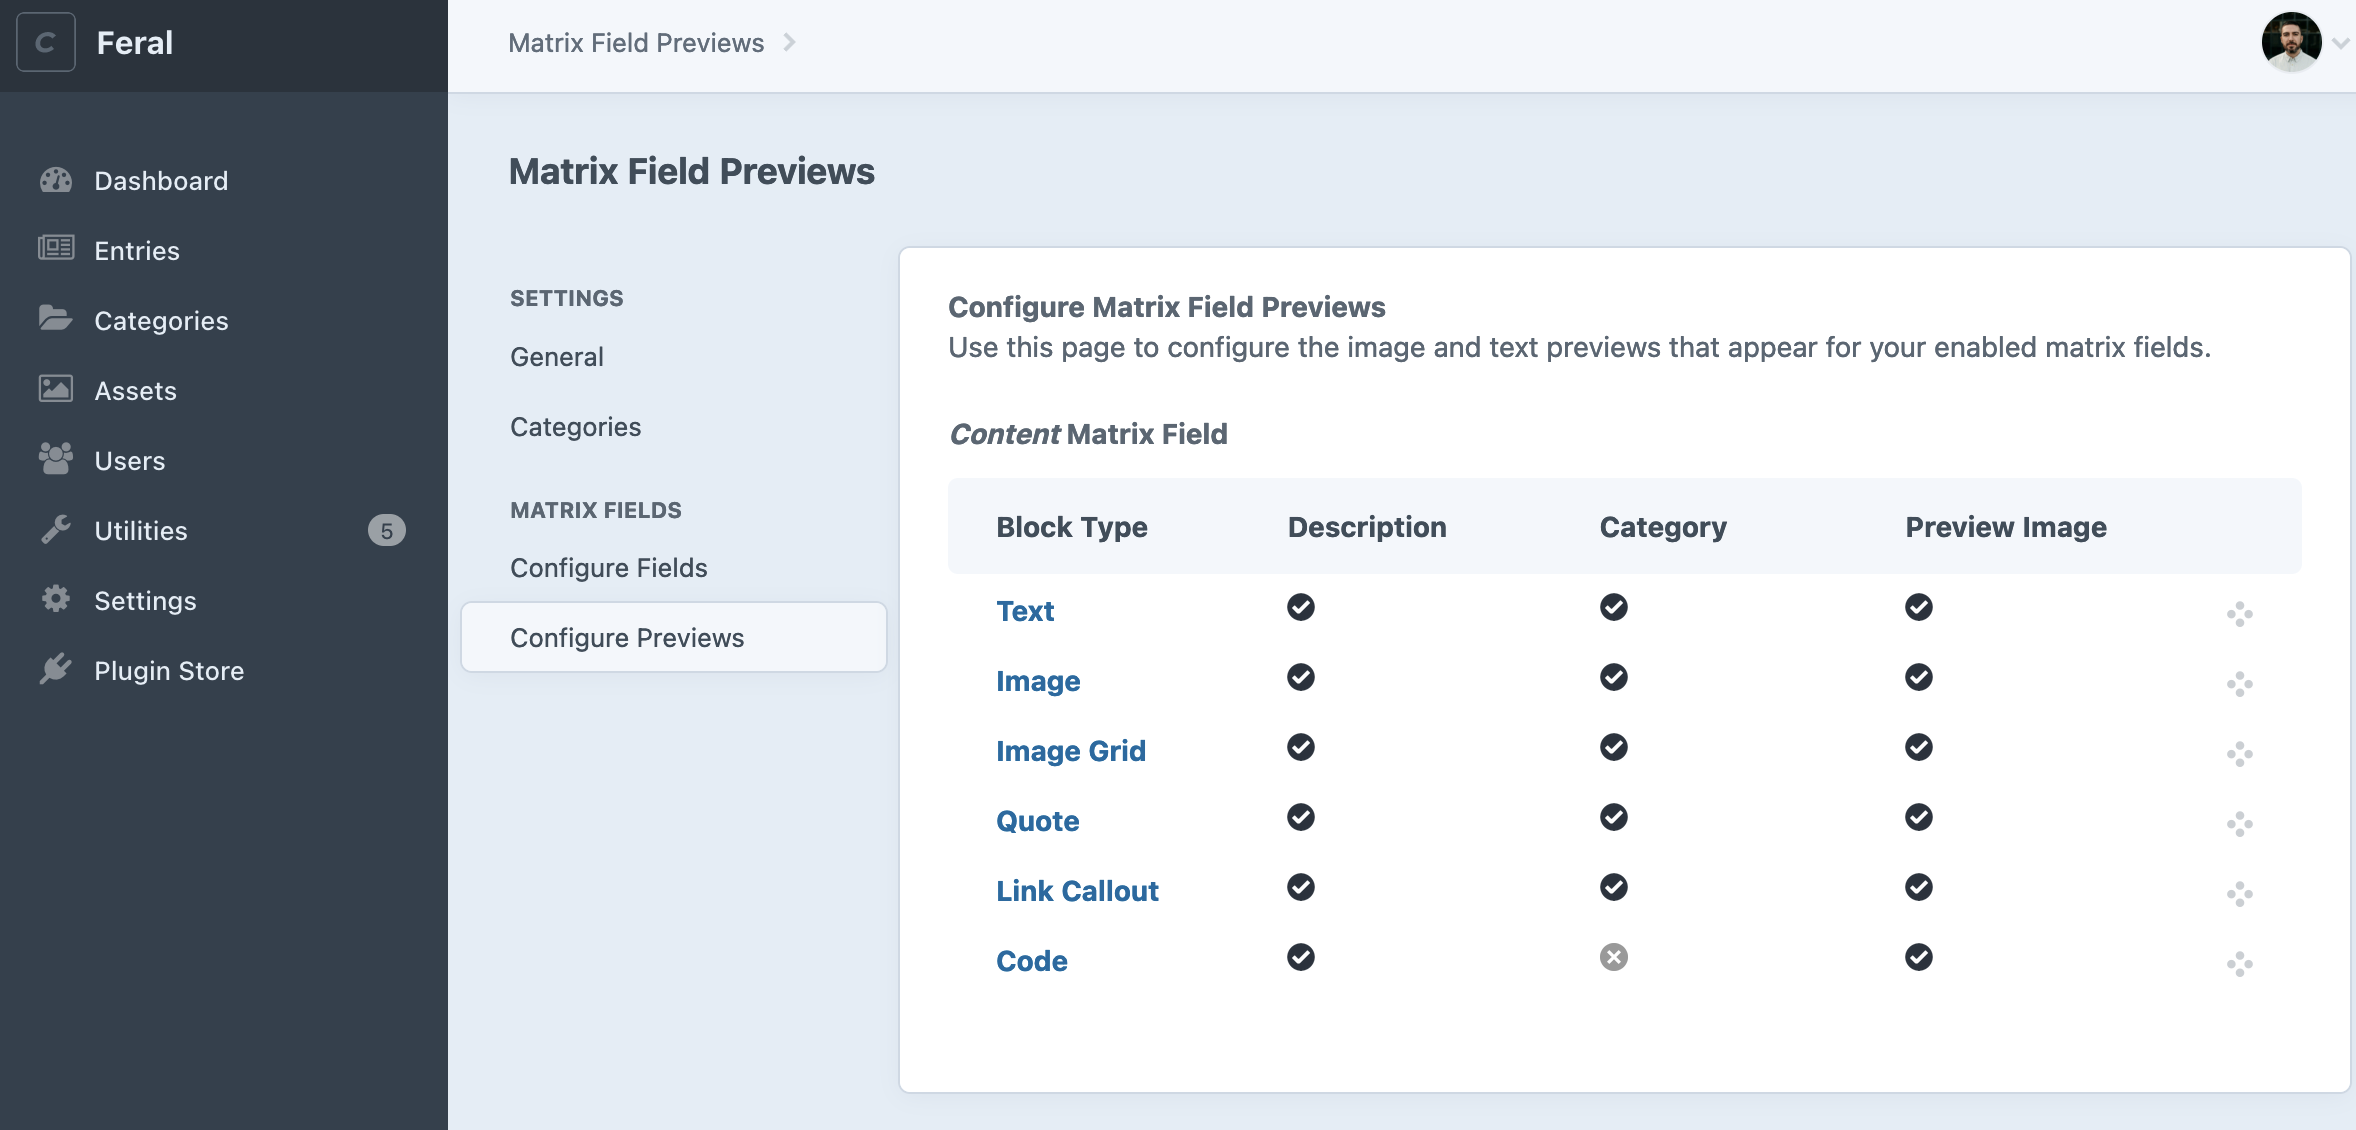 C
Feral
Matrix Field Previews
Dashboard
Entries
Categories
Assets
Users
Utilities
5
Settings
Plugin Store
Matrix Field Previews
SETTINGS
General
Categories
MATRIX FIELDS
Configure Fields
Configure Previews
Configure Matrix Field Previews
Use this page to configure the image and text previews that appear for your enabled matrix fields.
Content Matrix Field
Block Type Description Category Preview Image
Text
Image
Image Grid
Quote
Link Callout
Code